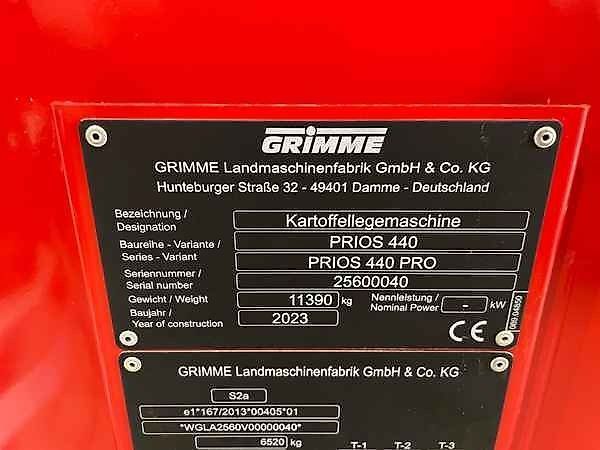 GRIMME
GRIMME Landmaschinenfabrik GmbH & Co. KG
Hunteburger Straße 32 - 49401 Damme - Deutschland
Bezeichnung /
Designation
Kartoffellegemaschine
Baureihe - Variante /
Series - Variant
PRIOS 440
PRIOS 440 PRO
Seriennummer /
Serial number
25600040
Gewicht / Weight
11390 kg
Nennleistung /
Nominal Power
- kW
Baujahr /
Year of construction
2023
CE
069.04850
GRIMME Landmaschinenfabrik GmbH & Co. KG
S2a
e1*167/2013*00405*01
*WGLA2560V00000040*
6520 kg
T-1 T-2 T-3